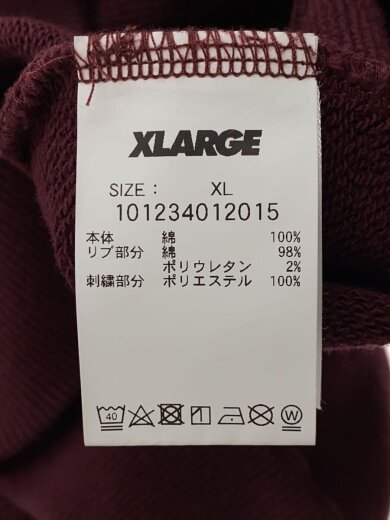 XLARGE
SIZE : XL
101234012015
本体 綿 100%
リブ部分 綿 98%
ポリウレタン 2%
刺繍部分 ポリエステル 100%
40 W